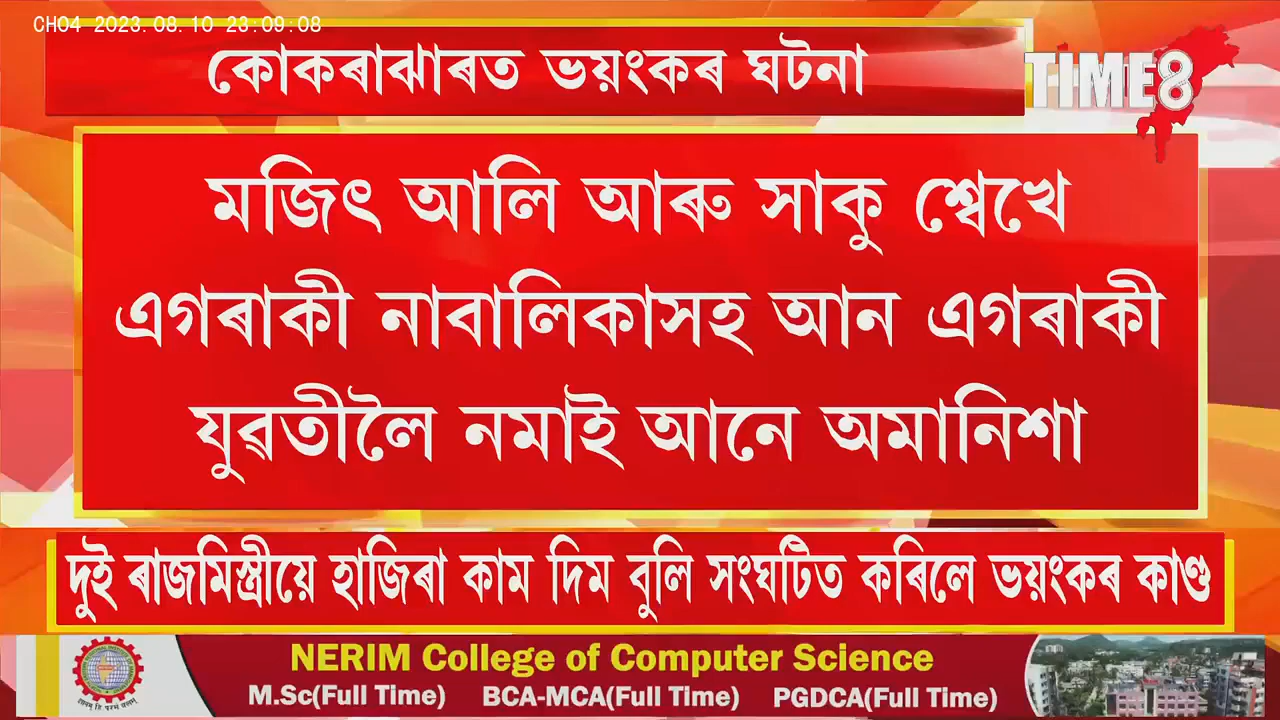 CH04 2023.08.10 23:09:08
কোকৰাঝাৰত ভয়ংকৰ ঘটনা
TIME8
মজিৎ আলি আৰু সাকু শ্বেখে
এগৰাকী নাবালিকাসহ আন এগৰাকী
যুৱতীলৈ নমাই আনে অমানিশা
দুই ৰাজমিস্ত্ৰীয়ে হাজিৰা কাম দিম বুলি সংঘটিত কৰিলে ভয়ংকৰ কাণ্ড
NERIM College of Computer Science
M.Sc(Full Time) BCA-MCA(Full Time) PGDCA(Full Time)